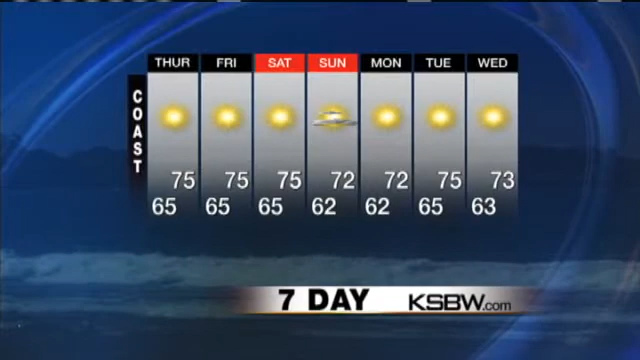 THUR FRI SAT SUN MON TUE WED
COAST
75 75 75 72 72 75 73
65 65 65 62 62 65 63
7 DAY KSBW.com